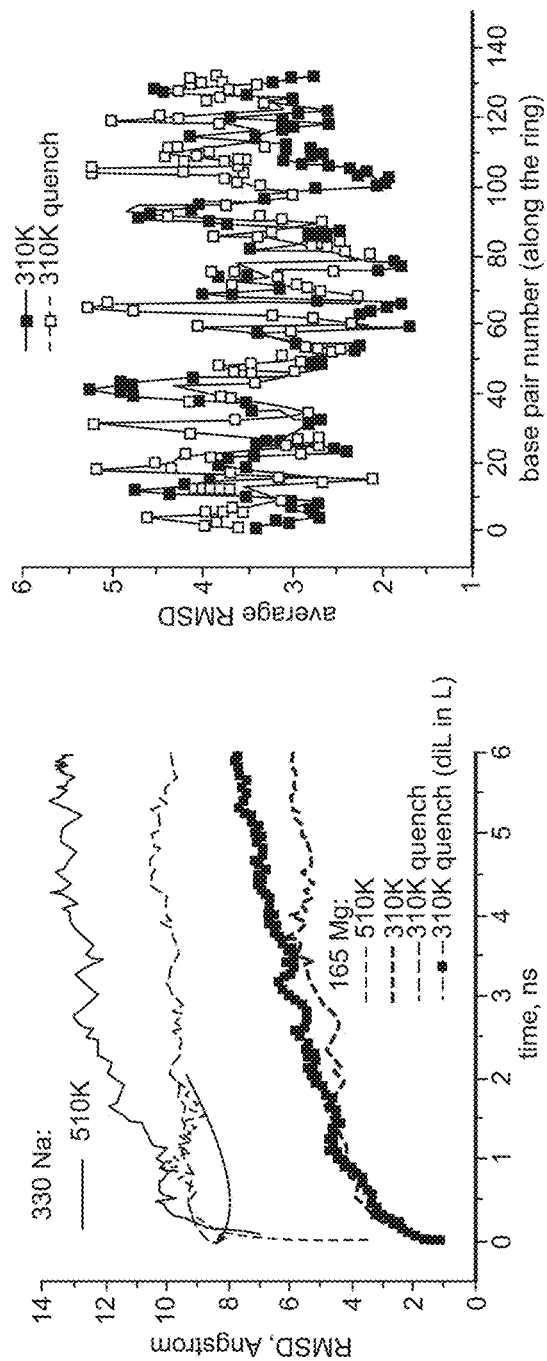 14
12
10
8
6
4
2
0
RMSD, Angstrom
330 Na:
510K
165 Mg:
510K
310K
310K quench
310K quench (diL in L)
0 1 2 3 4 5 6
time, ns
310K
310K quench
6
5
4
3
2
1
average RMSD
0 20 40 60 80 100 120 140
base pair number (along the ring)